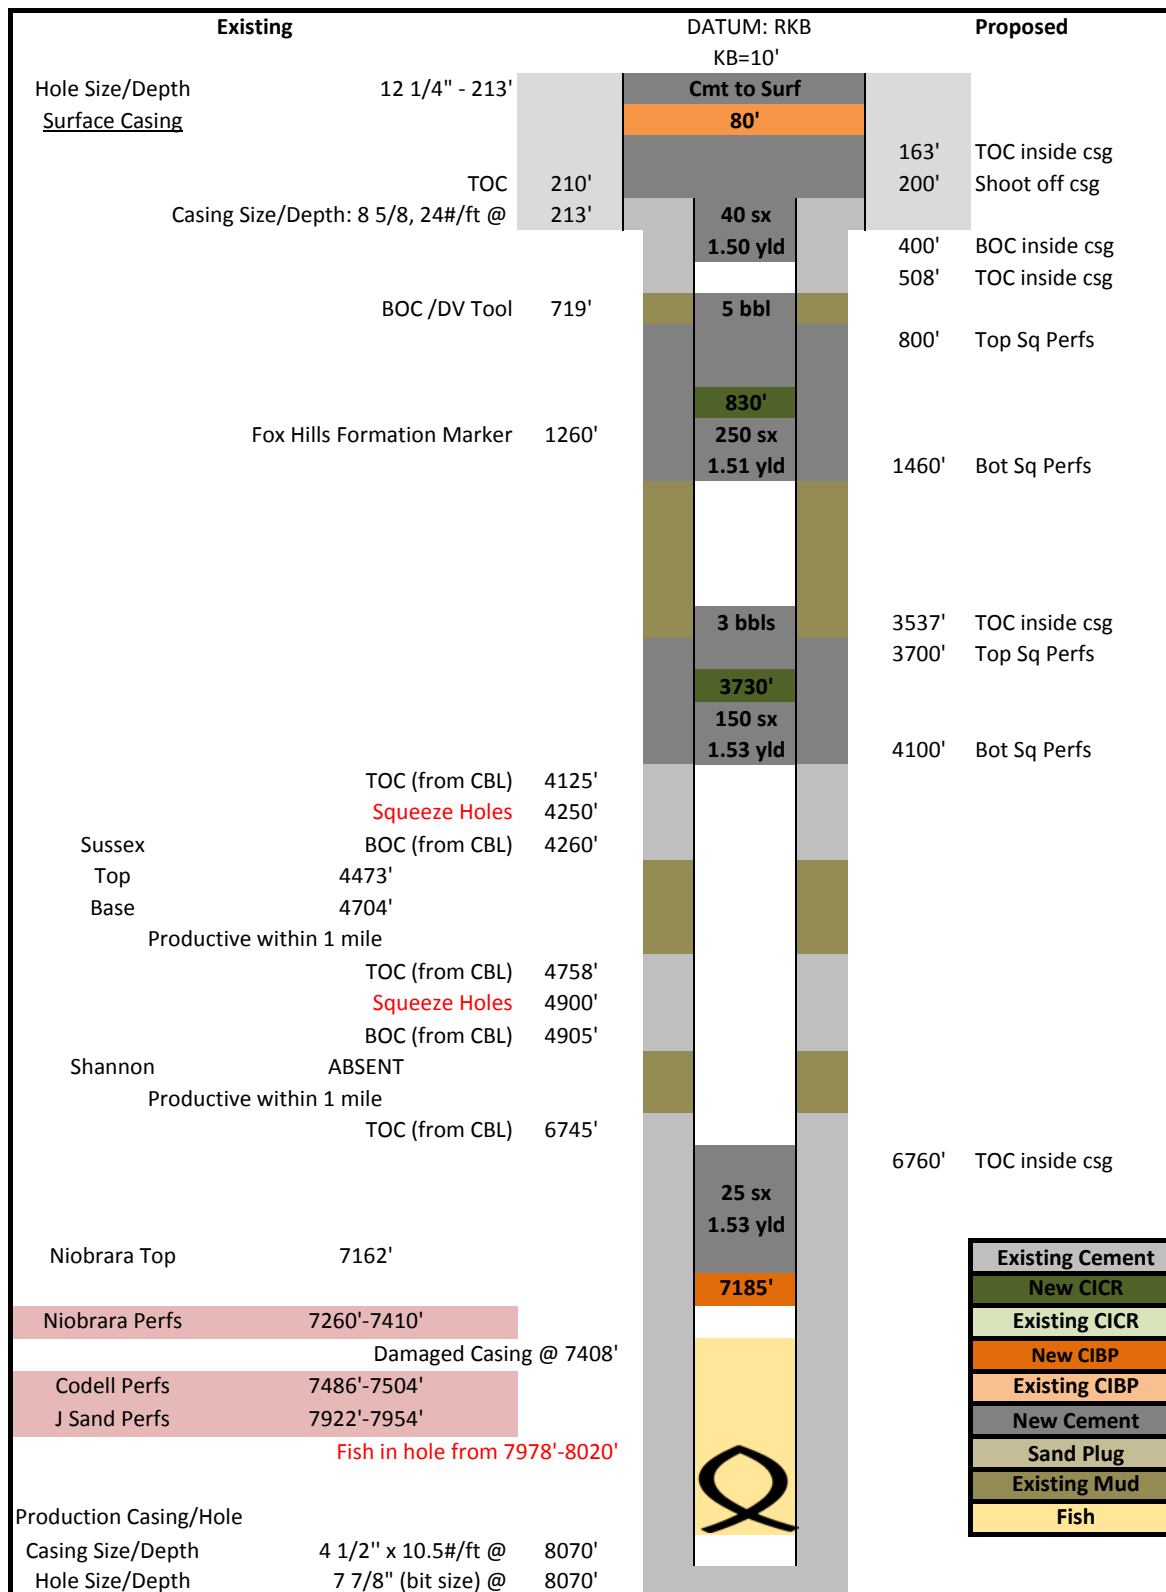 Existing DATUM: RKB Proposed
KB=10'
Hole Size/Depth 12 1/4" - 213' Cmt to Surf
Surface Casing 80'
163' TOC inside csg
TOC 210' 200' Shoot off csg
Casing Size/Depth: 8 5/8, 24#/ft @ 213' 40 sx
1.50 yld 400' BOC inside csg
508' TOC inside csg
BOC /DV Tool 719' 5 bbl
800' Top Sq Perfs
830'
Fox Hills Formation Marker 1260' 250 sx
1.51 yld 1460' Bot Sq Perfs
3 bbls 3537' TOC inside csg
3700' Top Sq Perfs
3730'
150 sx
1.53 yld 4100' Bot Sq Perfs
TOC (from CBL) 4125'
Squeeze Holes 4250'
Sussex BOC (from CBL) 4260'
Top 4473'
Base 4704'
Productive within 1 mile
TOC (from CBL) 4758'
Squeeze Holes 4900'
BOC (from CBL) 4905'
Shannon ABSENT
Productive within 1 mile
TOC (from CBL) 6745'
6760' TOC inside csg
25 sx
1.53 yld
Niobrara Top 7162' Existing Cement
7185' New CICR
Niobrara Perfs 7260'-7410' Existing CICR
Damaged Casing @ 7408' New CIBP
Codell Perfs 7486'-7504' Existing CIBP
J Sand Perfs 7922'-7954' New Cement
Fish in hole from 7978'-8020' Sand Plug
Existing Mud
Production Casing/Hole Fish
Casing Size/Depth 4 1/2'' x 10.5#/ft @ 8070'
Hole Size/Depth 7 7/8" (bit size) @ 8070'